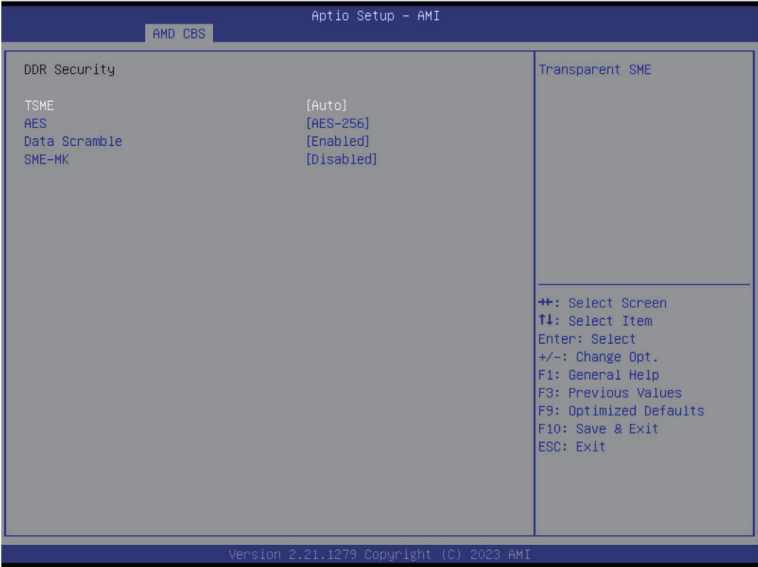 Aptio Setup – AMI
AMD CBS
DDR Security
TSME [Auto]
AES [AES-256]
Data Scramble [Enabled]
SME-MK [Disabled]
Transparent SME
→←: Select Screen
↑↓: Select Item
Enter: Select
+/-: Change Opt.
F1: General Help
F3: Previous Values
F9: Optimized Defaults
F10: Save & Exit
ESC: Exit
Version 2.21.1279 Copyright (C) 2023 AMI